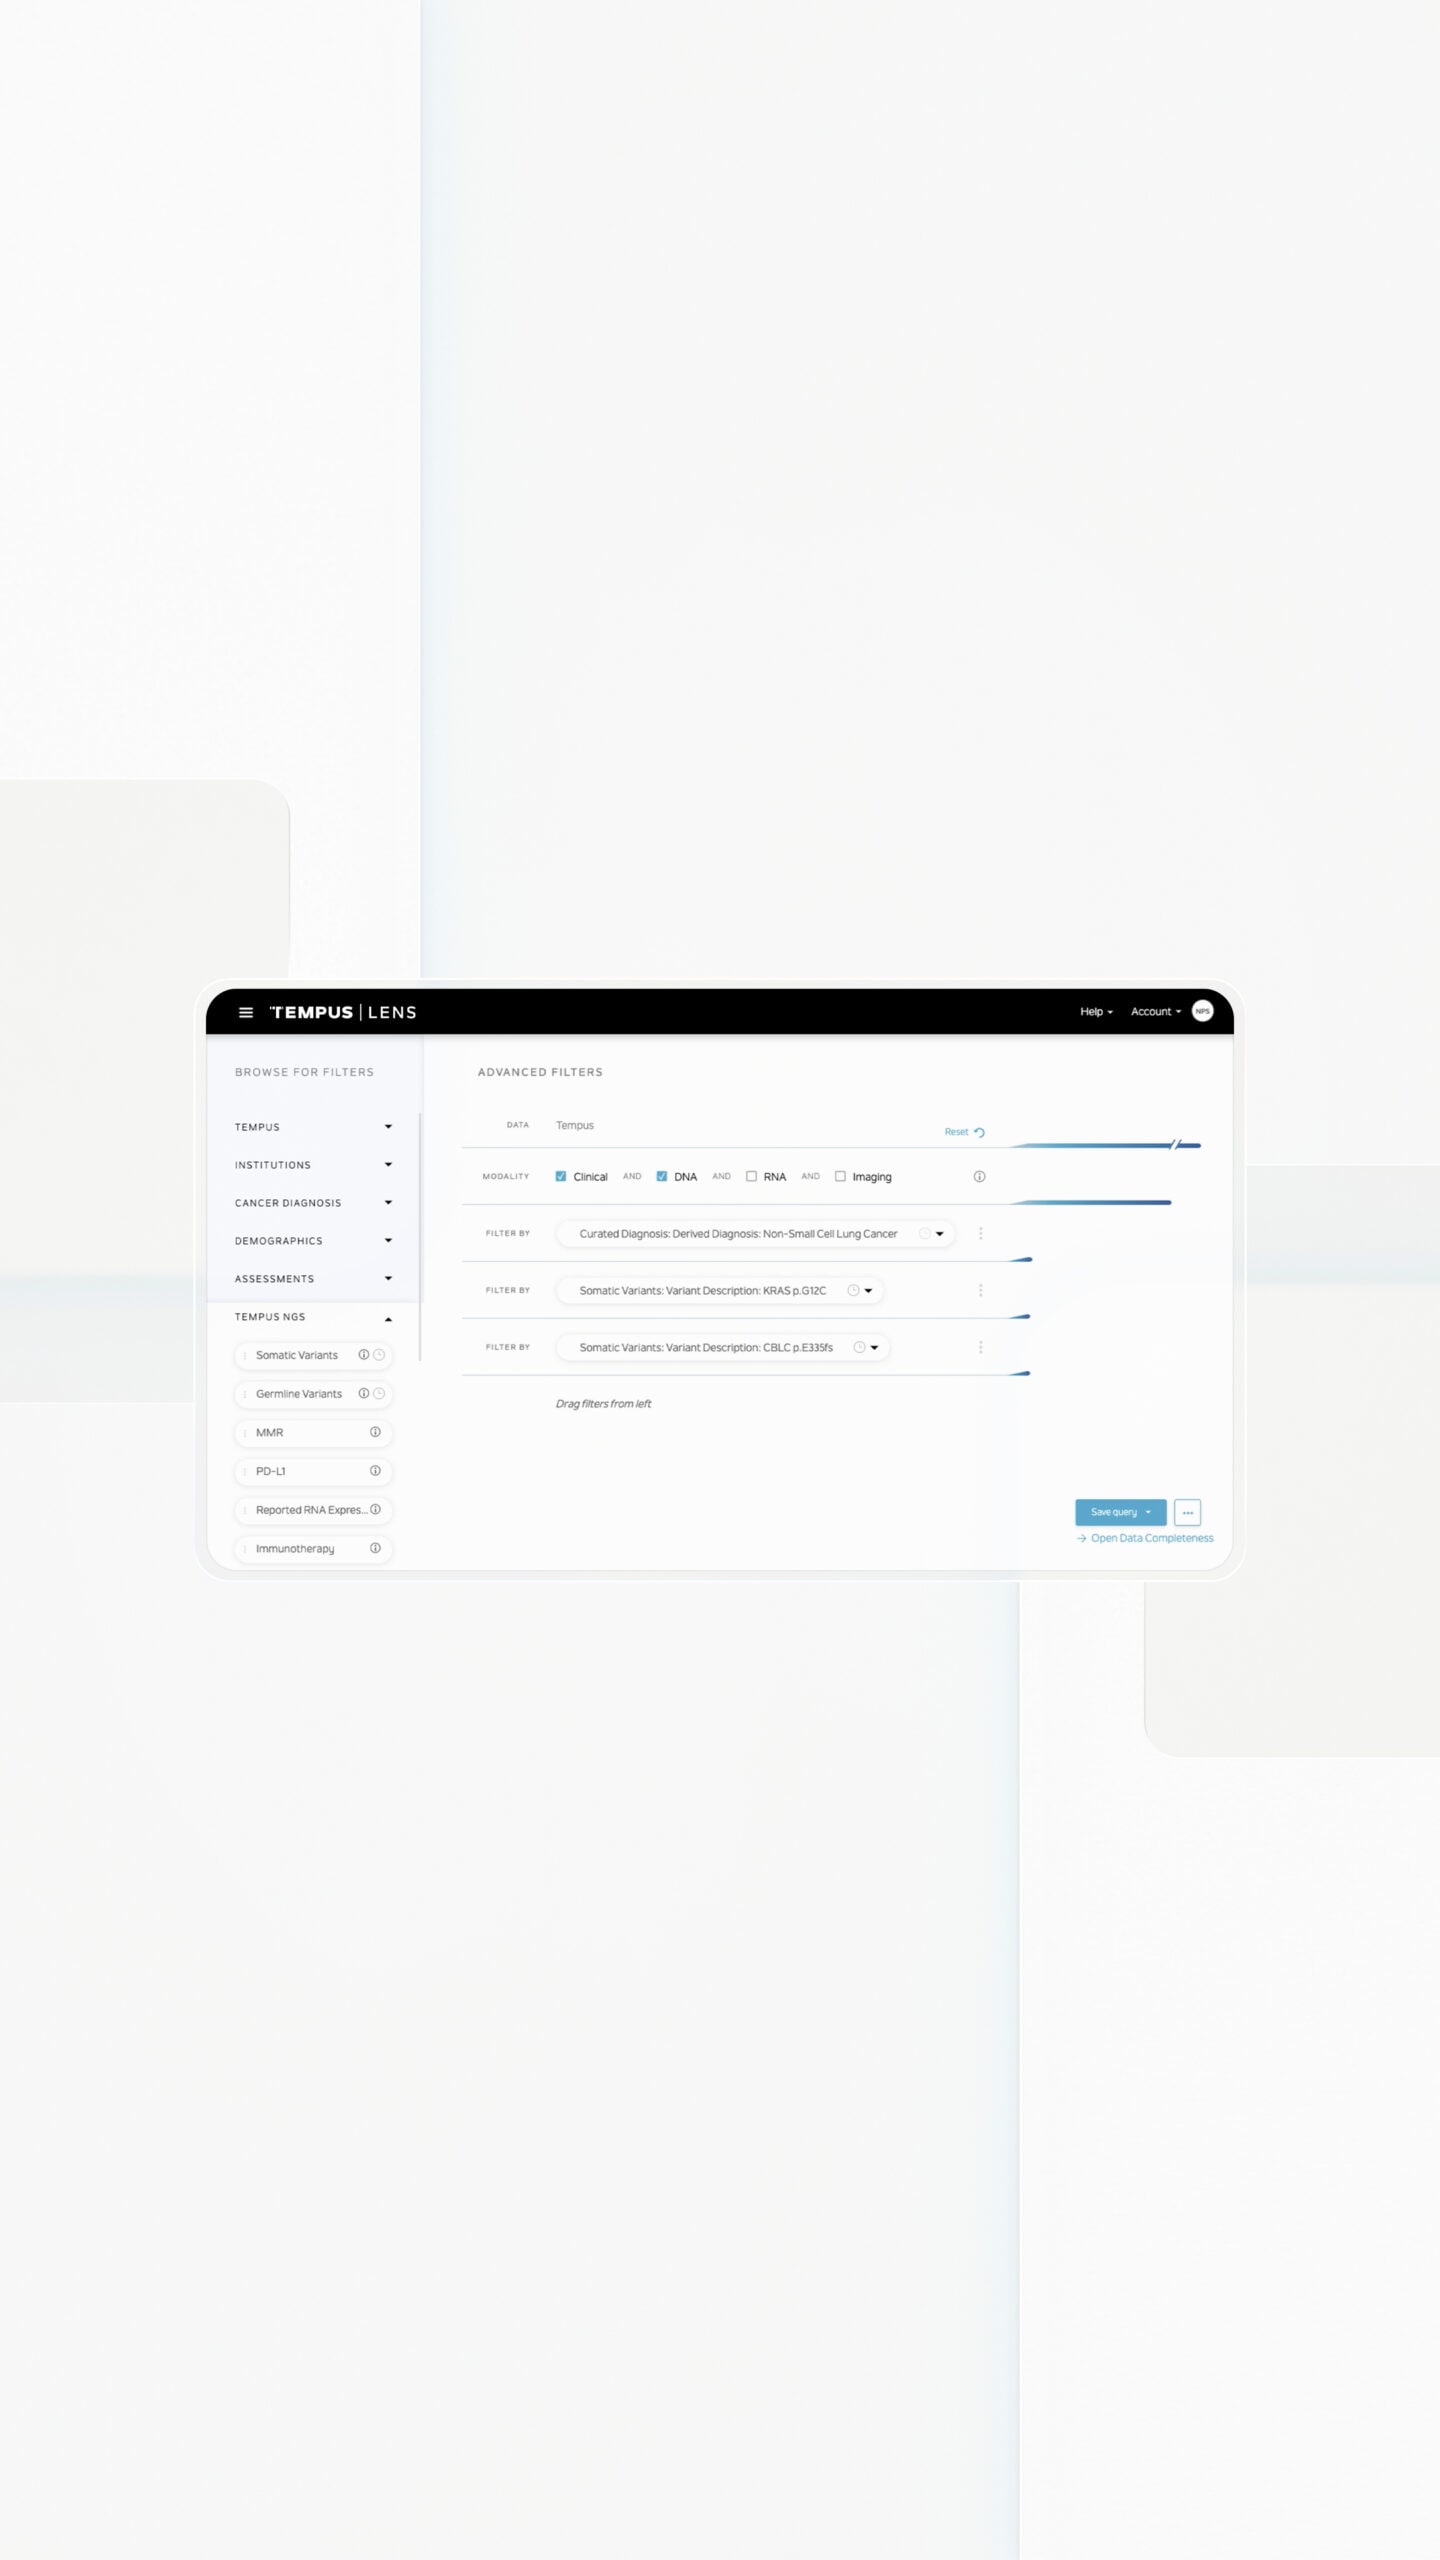 TEMPUS | LENS
Help
Account
NPS
BROWSE FOR FILTERS
TEMPUS
INSTITUTIONS
CANCER DIAGNOSIS
DEMOGRAPHICS
ASSESSMENTS
TEMPUS NGS
Somatic Variants
Germline Variants
MMR
PD-L1
Reported RNA Expres...
Immunotherapy
ADVANCED FILTERS
DATA Tempus
Reset
MODALITY Clinical AND DNA AND RNA AND Imaging
FILTER BY Curated Diagnosis: Derived Diagnosis: Non-Small Cell Lung Cancer
FILTER BY Somatic Variants: Variant Description: KRAS p.G12C
FILTER BY Somatic Variants: Variant Description: CBLC p.E335fs
Drag filters from left
Save query
Open Data Completeness